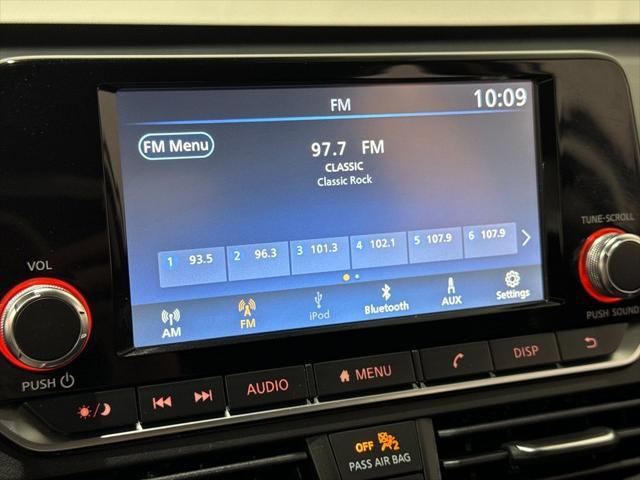 FM
10:09
FM Menu
97.7 FM
CLASSIC
Classic Rock
1 93.5 2 96.3 3 101.3 4 102.1 5 107.9 6 107.9
AM FM iPod Bluetooth AUX Settings
VOL
PUSH
TUNE-SCROLL
PUSH SOUND
AUDIO MENU DISP
OFF 2
PASS AIR BAG